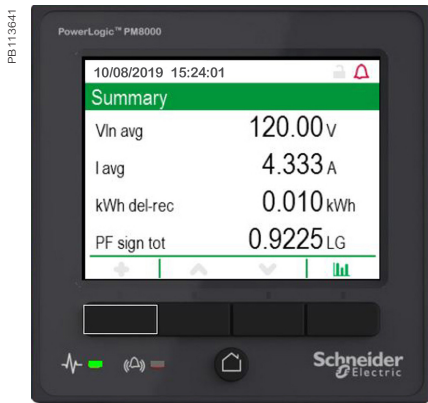 PB113641
PowerLogic™ PM8000
10/08/2019 15:24:01
Summary
Vln avg 120.00 V
I avg 4.333 A
kWh del-rec 0.010 kWh
PF sign tot 0.9225 LG
Schneider
Electric